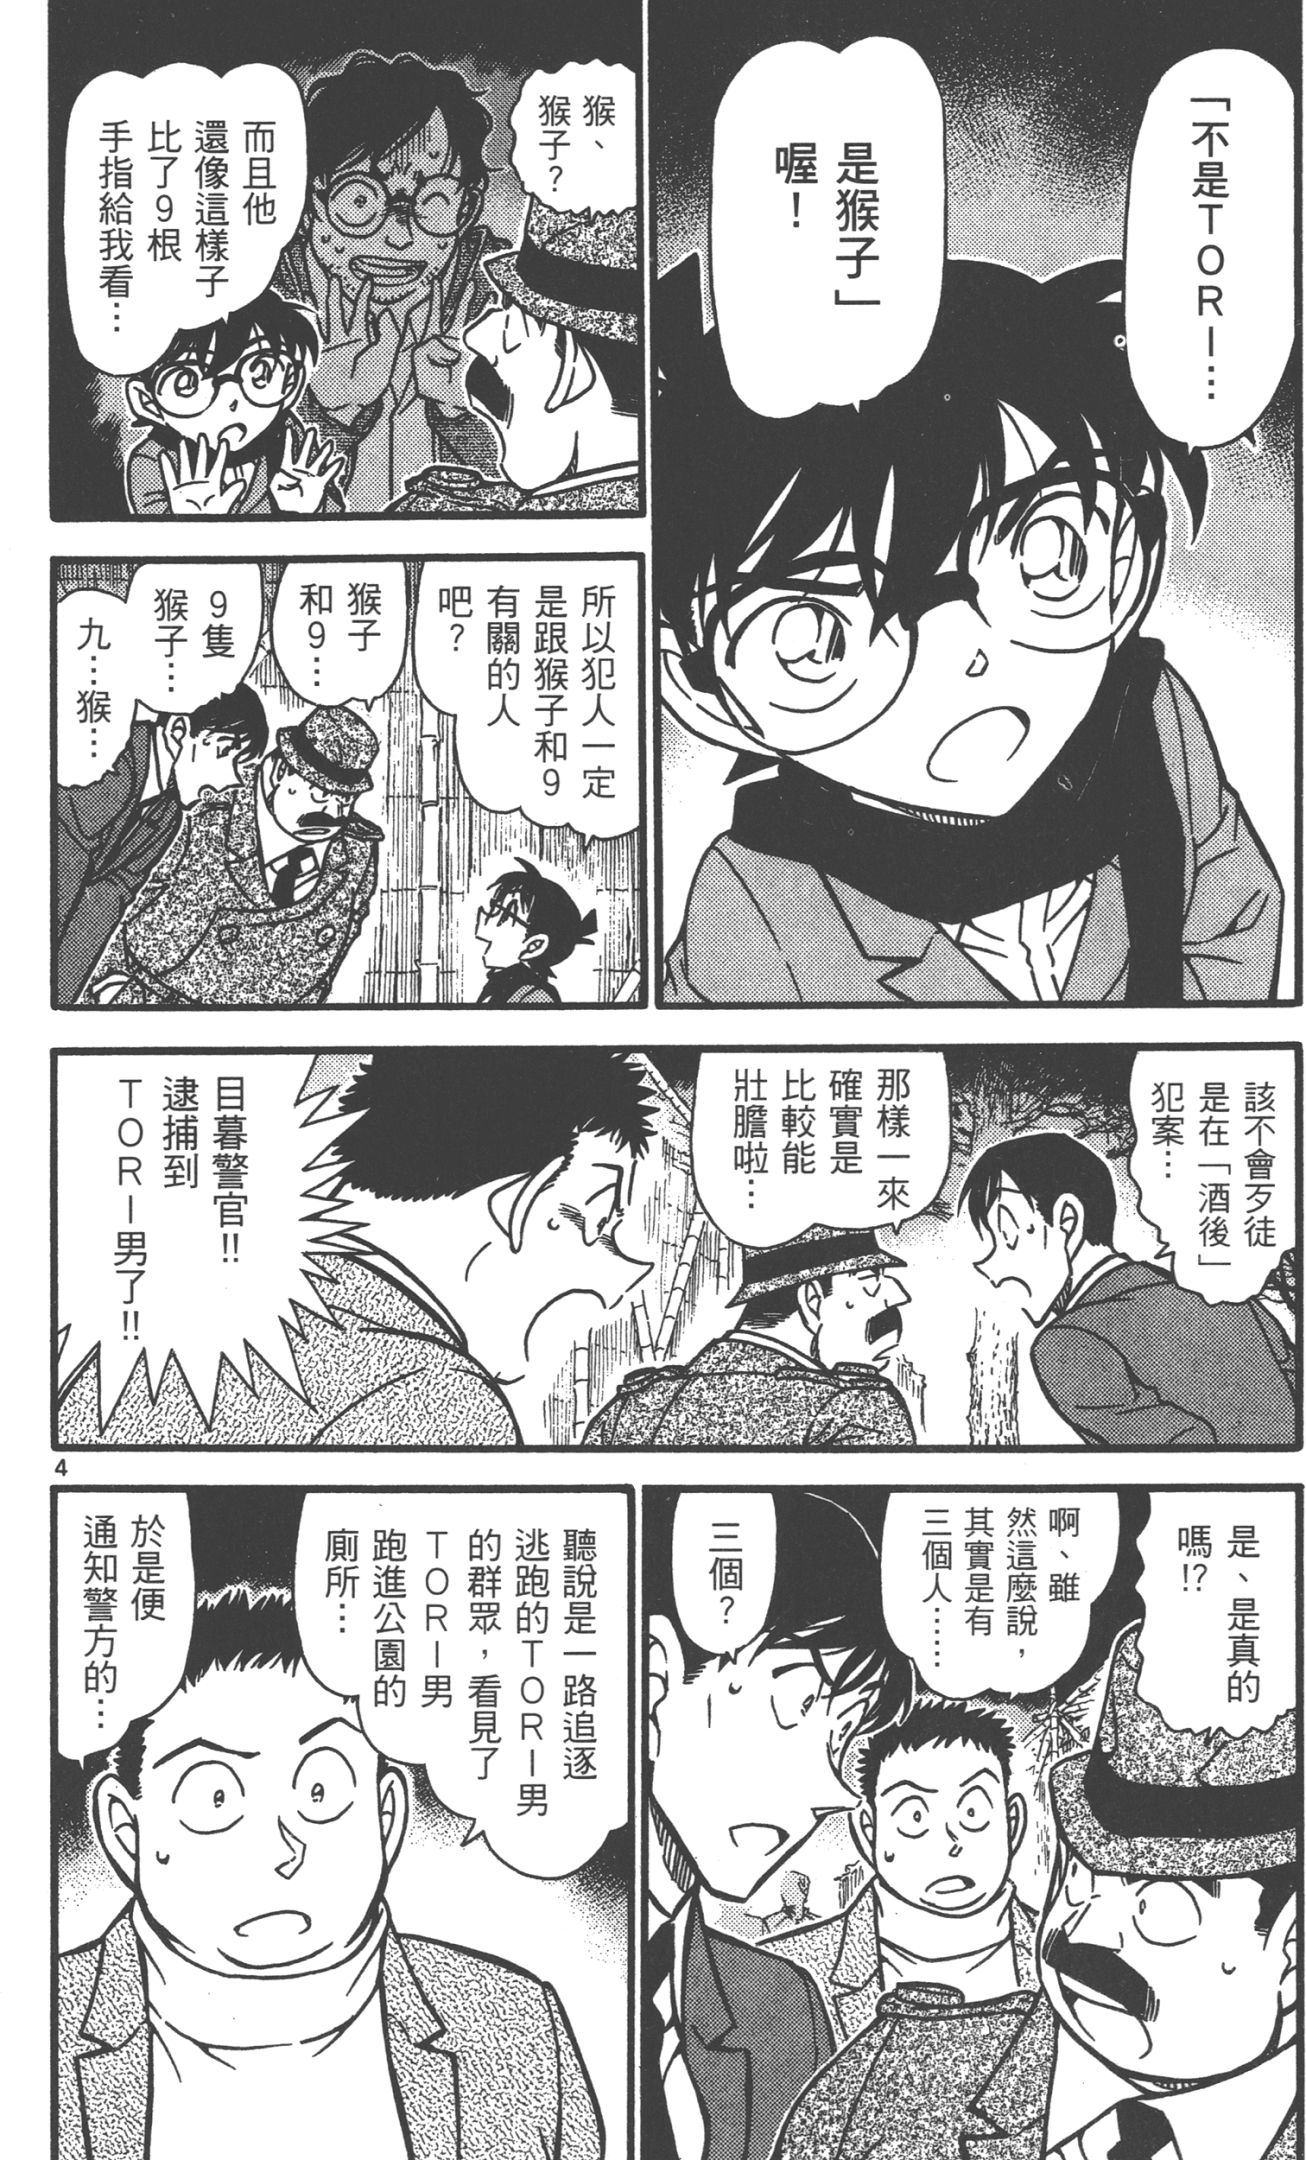 「不是TORI…
是猴子」
喔！
猴、
猴子？
而且他
還像這樣子
比了9根
手指給我看…
所以犯人一定
是跟猴子和9
有關的人
吧？
猴子
和9…
9隻
猴子…
九…猴…
該不會歹徒
是在「酒後」
犯案…
那樣一來
確實是
比較能
壯膽啦…
目暮警官!!
逮捕到
TORI男了!!
是、是真的
嗎!?
啊、雖
然這麼說，
其實是有
三個人……
三個？
聽說是一路追逐
逃跑的TORI男
的群眾，看見了
TORI男
跑進公園的
廁所…
於是便
通知警方的…
4